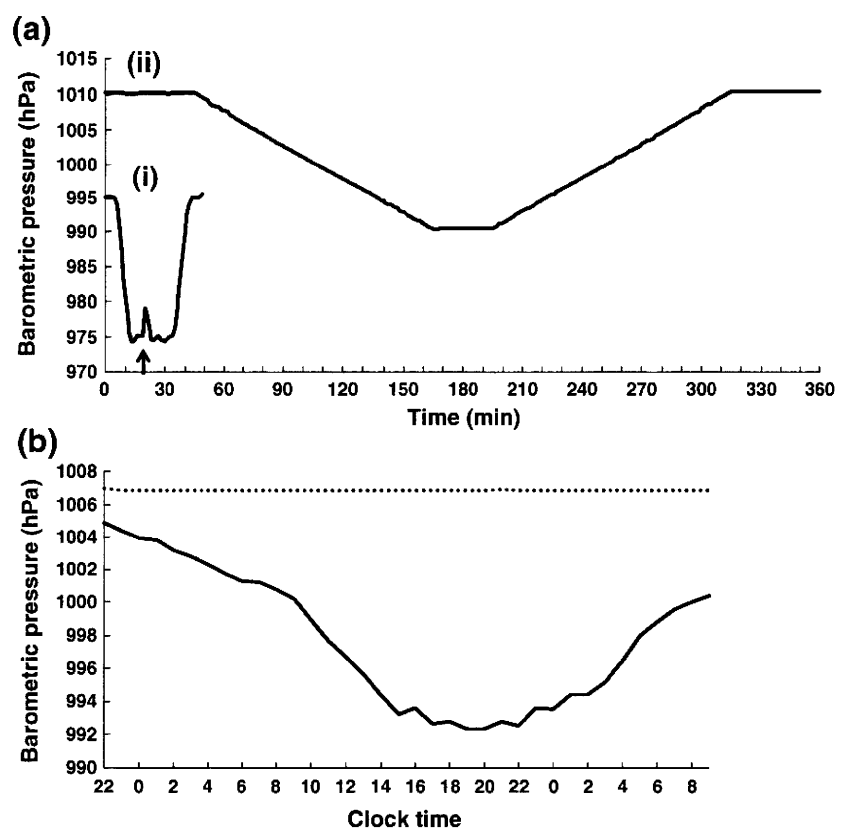 (a)
Barometric pressure (hPa)
1015
1010
1005
1000
995
990
985
980
975
970
(ii)
(i)
0 30 60 90 120 150 180 210 240 270 300 330 360
Time (min)
(b)
Barometric pressure (hPa)
1008
1006
1004
1002
1000
998
996
994
992
990
22 0 2 4 6 8 10 12 14 16 18 20 22 0 2 4 6 8
Clock time